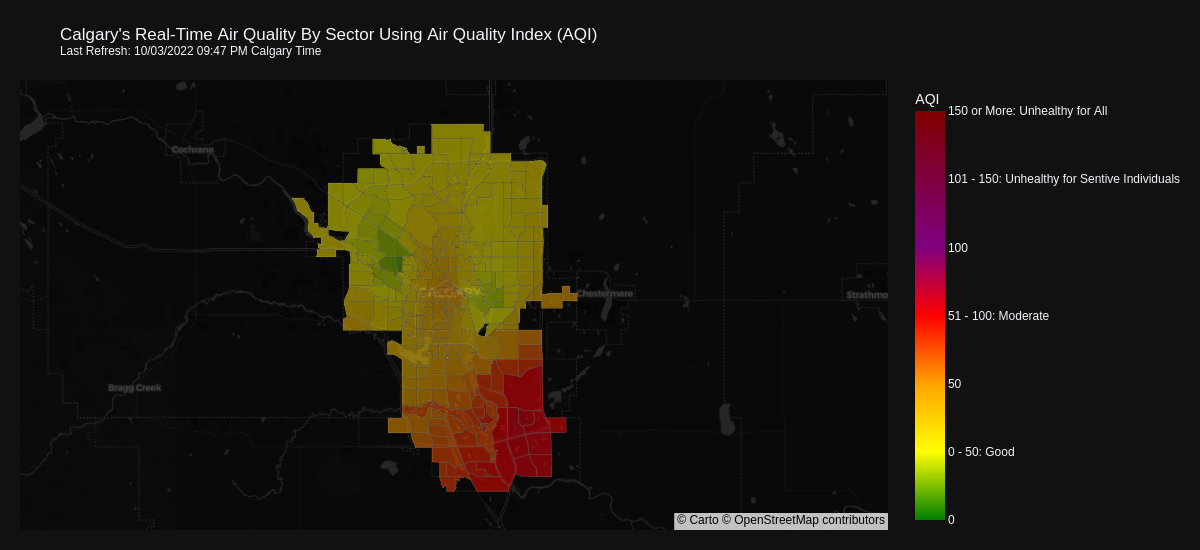 Calgary's Real-Time Air Quality By Sector Using Air Quality Index (AQI)
Last Refresh: 10/03/2022 09:47 PM Calgary Time
AQI
150 or More: Unhealthy for All
101 - 150: Unhealthy for Sentive Individuals
100
51 - 100: Moderate
50
0 - 50: Good
0
Cochrane
CALGARY
Chestermere
Strathmo
Bragg Creek
© Carto © OpenStreetMap contributors